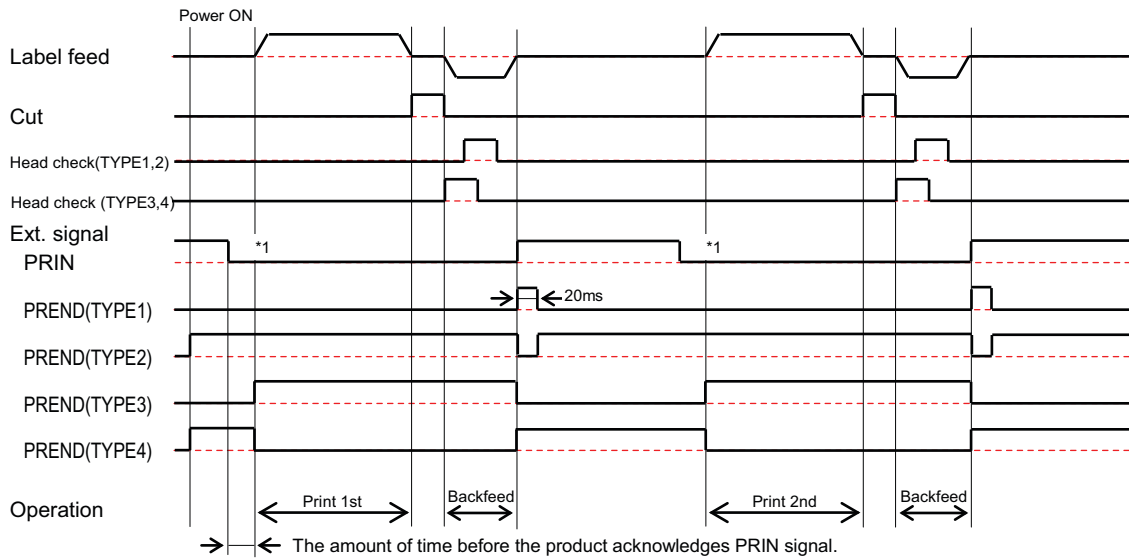 Power ON
Label feed
Cut
Head check(TYPE1,2)
Head check (TYPE3,4)
Ext. signal
PRIN
*1
*1
PREND(TYPE1)
20ms
PREND(TYPE2)
PREND(TYPE3)
PREND(TYPE4)
Operation
Print 1st
Backfeed
Print 2nd
Backfeed
The amount of time before the product acknowledges PRIN signal.